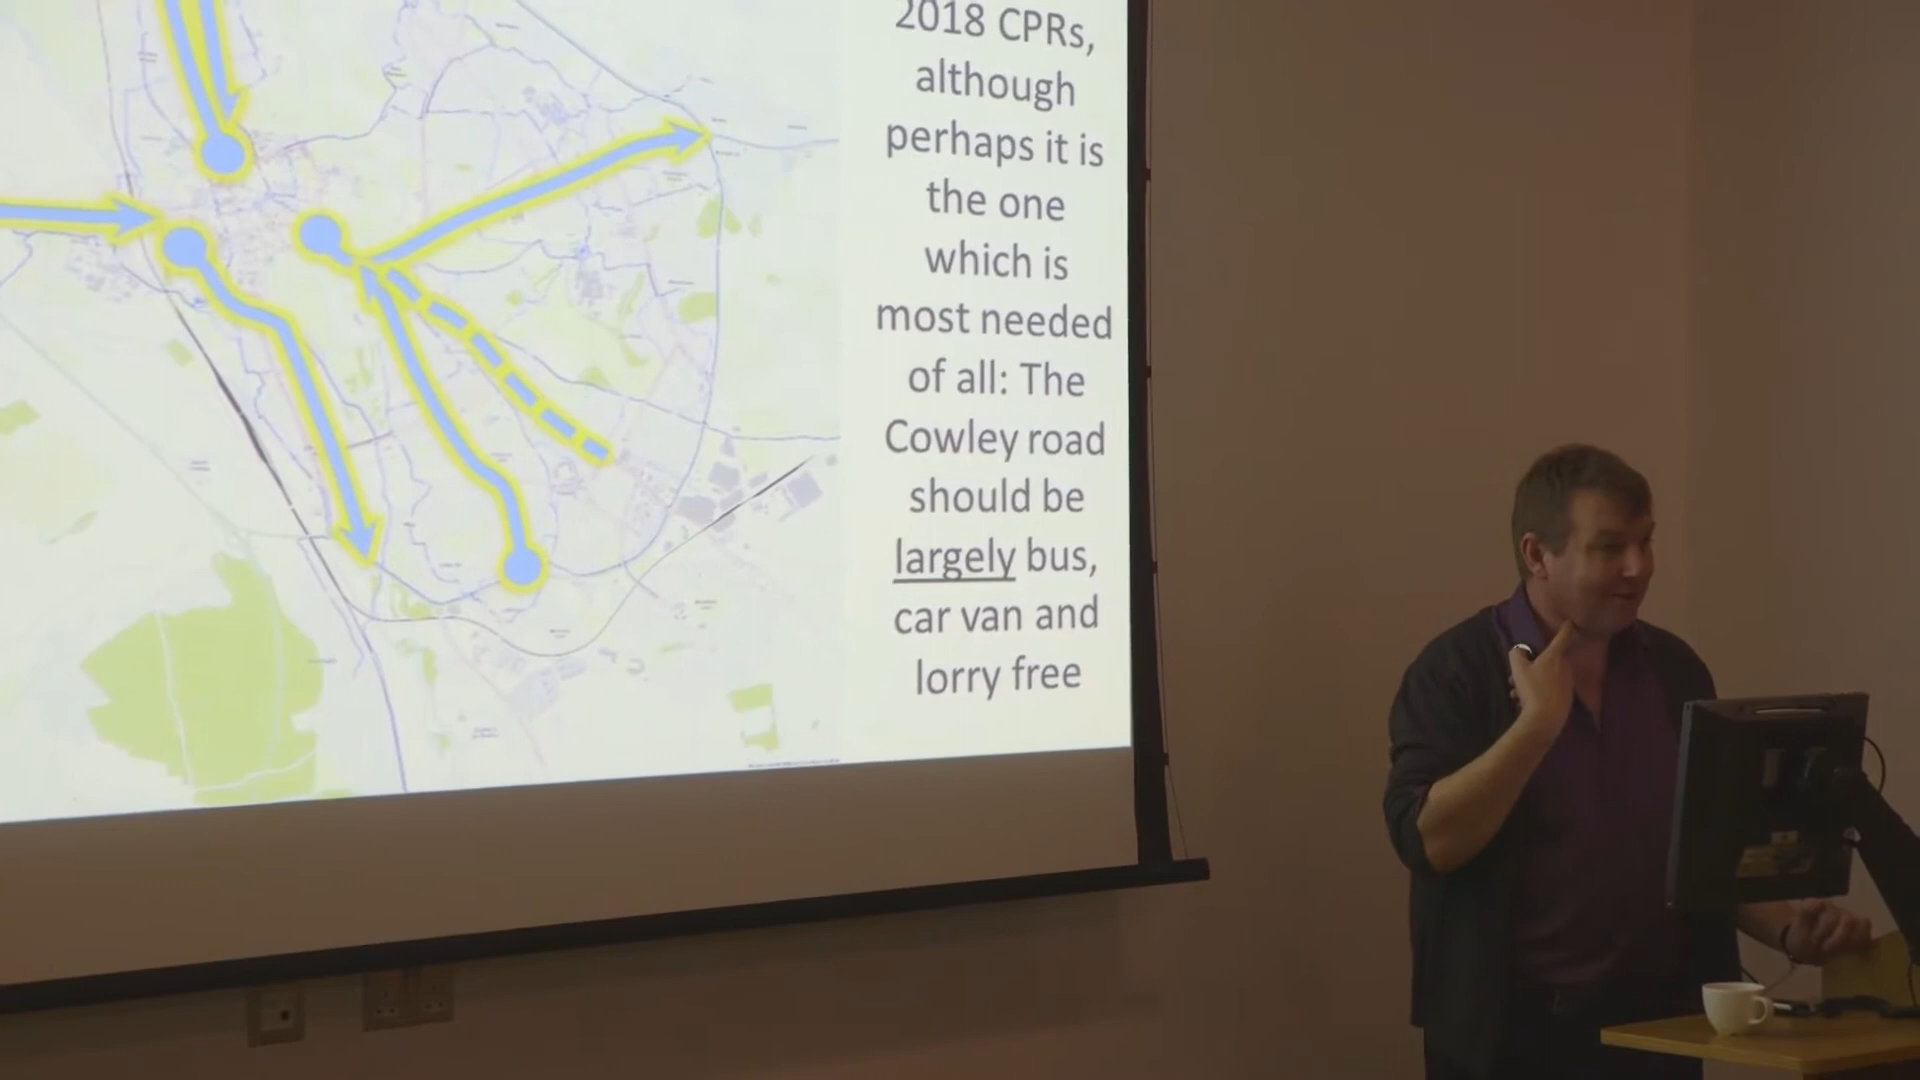 2018 CPRs,
although
perhaps it is
the one
which is
most needed
of all: The
Cowley road
should be
largely bus,
car van and
lorry free